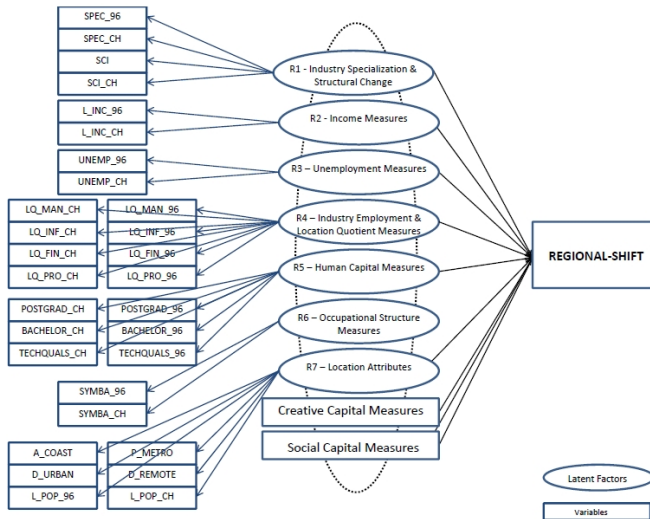 SPEC_96
SPEC_CH
SCI
SCI_CH
L_INC_96
L_INC_CH
UNEMP_96
UNEMP_CH
LQ_MAN_CH
LQ_MAN_96
LQ_INF_CH
LQ_INF_96
LQ_FIN_CH
LQ_FIN_96
LQ_PRO_CH
LQ_PRO_96
POSTGRAD_CH
POSTGRAD_96
BACHELOR_CH
BACHELOR_96
TECHQUALS_CH
TECHQUALS_96
SYMBA_96
SYMBA_CH
A_COAST
P_METRO
D_URBAN
D_REMOTE
L_POP_96
L_POP_CH
R1 - Industry Specialization &
Structural Change
R2 - Income Measures
R3 – Unemployment Measures
R4 – Industry Employment &
Location Quotient Measures
R5 – Human Capital Measures
R6 – Occupational Structure
Measures
R7 – Location Attributes
Creative Capital Measures
Social Capital Measures
REGIONAL-SHIFT
Latent Factors
Variables